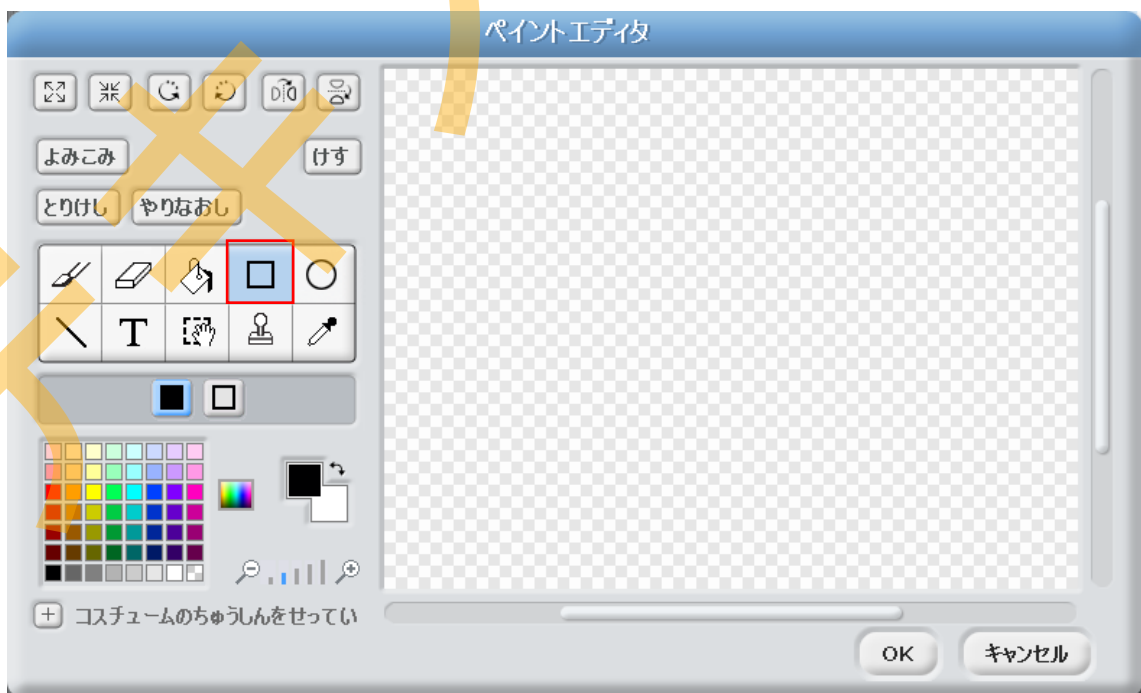 ペイントエディタ
よみこみ
けす
とりけし
やりなおし
T
コスチュームのちゅうしんをせってい
OK
キャンセル